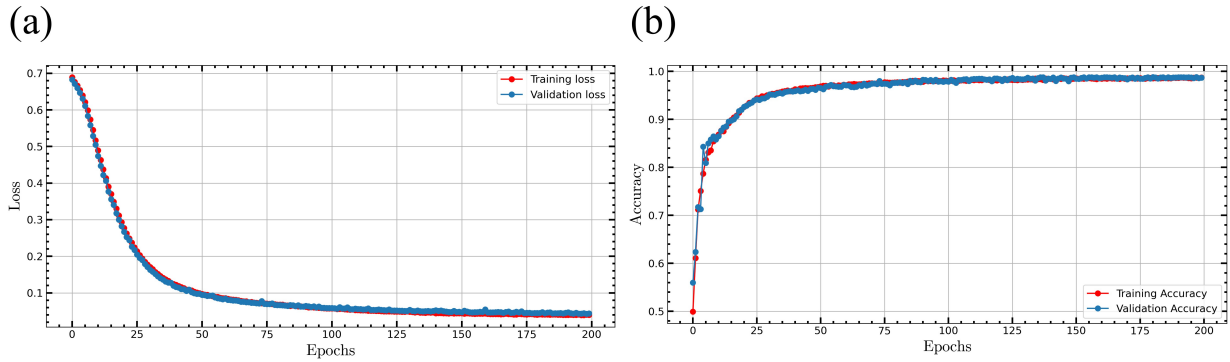 (a)
0.7
0.6
0.5
0.4
0.3
0.2
0.1
Loss
Training loss
Validation loss
0 25 50 75 100 125 150 175 200
Epochs
(b)
1.0
0.9
0.8
0.7
0.6
0.5
Accuracy
Training Accuracy
Validation Accuracy
0 25 50 75 100 125 150 175 200
Epochs